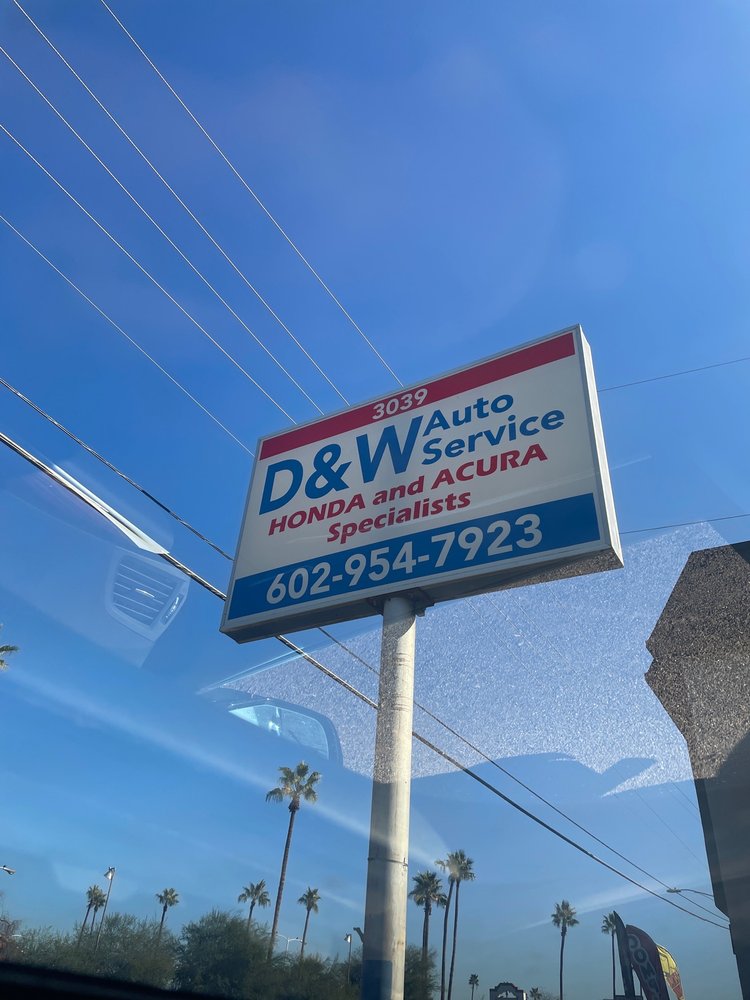 3039
D&W Auto Service
HONDA and ACURA
Specialists
602-954-7923